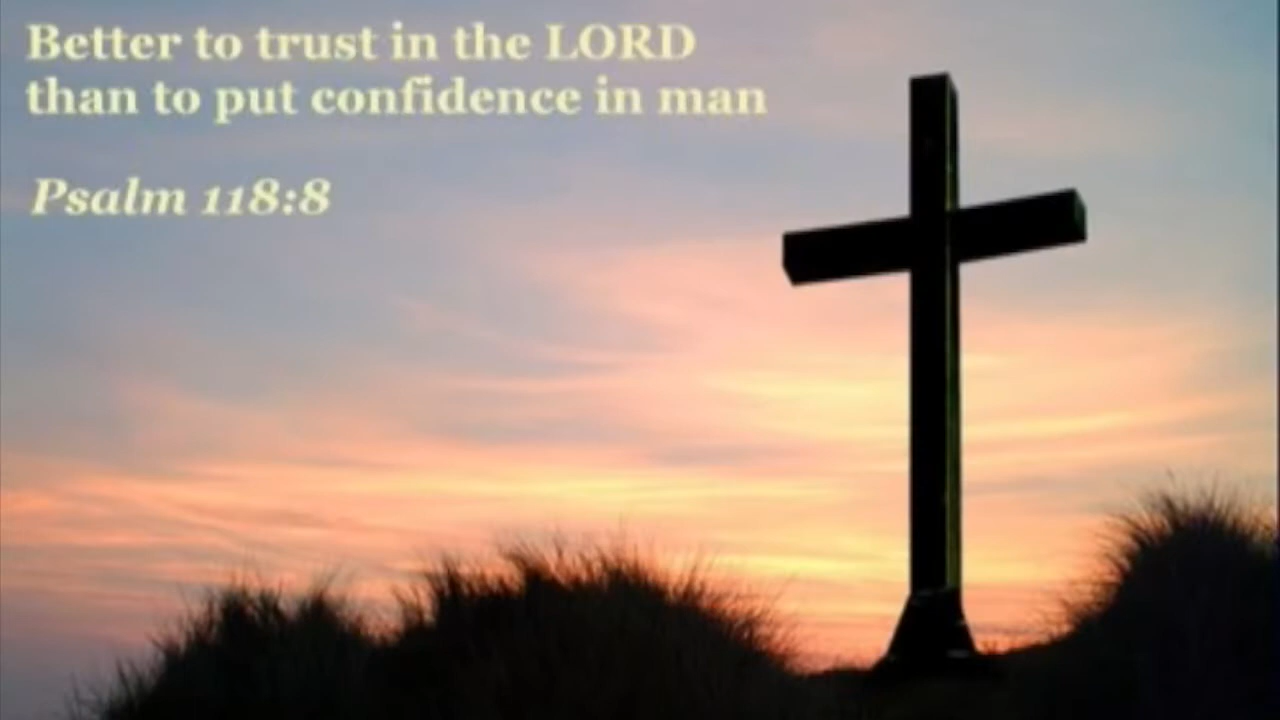 Better to trust in the LORD
than to put confidence in man
Psalm 118:8